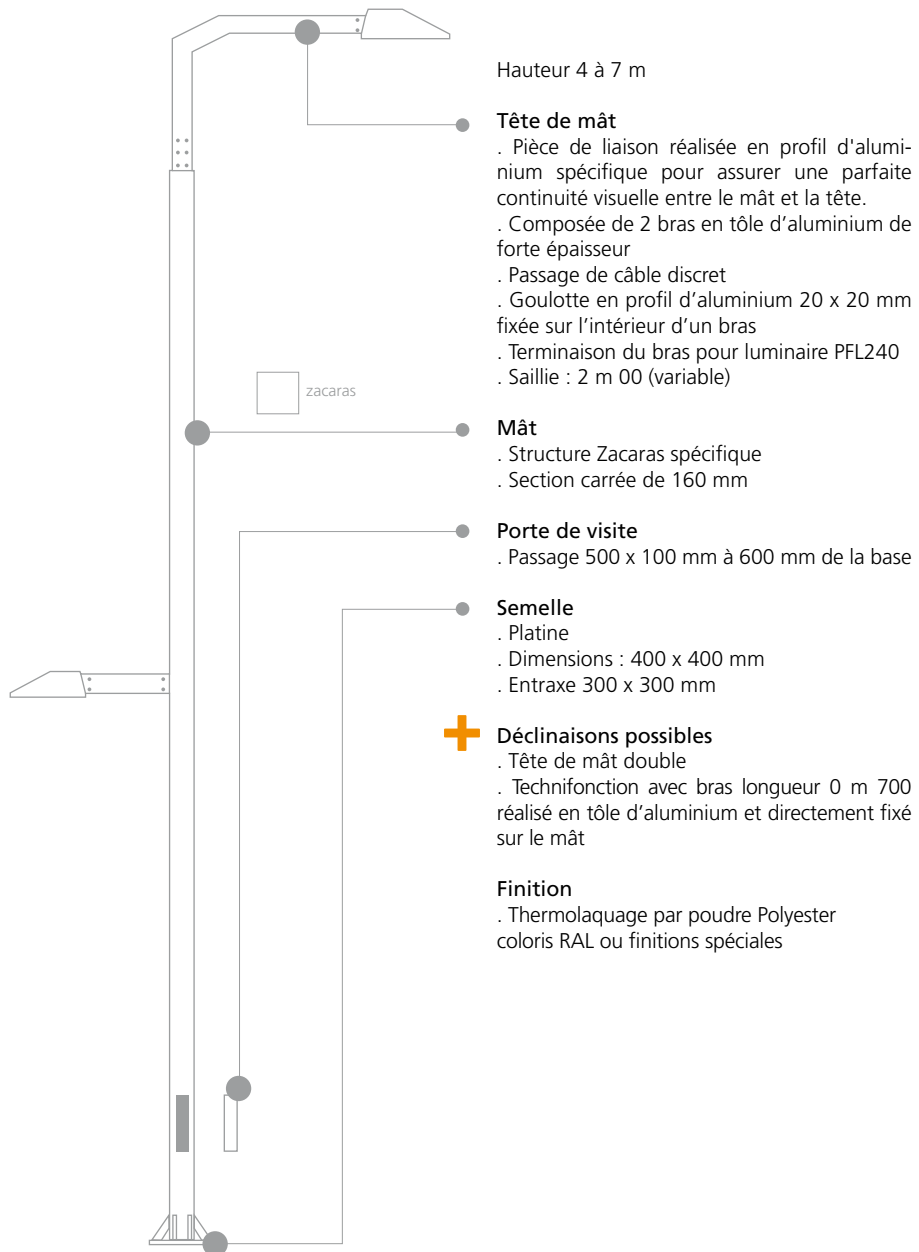 Hauteur 4 à 7 m
Tête de mât
. Pièce de liaison réalisée en profil d'alumi-
nium spécifique pour assurer une parfaite
continuité visuelle entre le mât et la tête.
. Composée de 2 bras en tôle d’aluminium de
forte épaisseur
. Passage de câble discret
. Goulotte en profil d’aluminium 20 x 20 mm
fixée sur l’intérieur d’un bras
. Terminaison du bras pour luminaire PFL240
. Saillie : 2 m 00 (variable)
zacaras
Mât
. Structure Zacaras spécifique
. Section carrée de 160 mm
Porte de visite
. Passage 500 x 100 mm à 600 mm de la base
Semelle
. Platine
. Dimensions : 400 x 400 mm
. Entraxe 300 x 300 mm
Déclinaisons possibles
. Tête de mât double
. Technifonction avec bras longueur 0 m 700
réalisé en tôle d’aluminium et directement fixé
sur le mât
Finition
. Thermolaquage par poudre Polyester
coloris RAL ou finitions spéciales